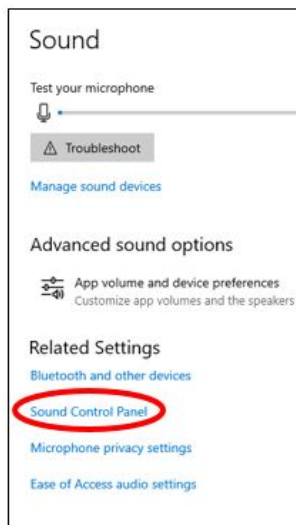 Sound
Test your microphone
Troubleshoot
Manage sound devices
Advanced sound options
App volume and device preferences
Customize app volumes and the speakers
Related Settings
Bluetooth and other devices
Sound Control Panel
Microphone privacy settings
Ease of Access audio settings